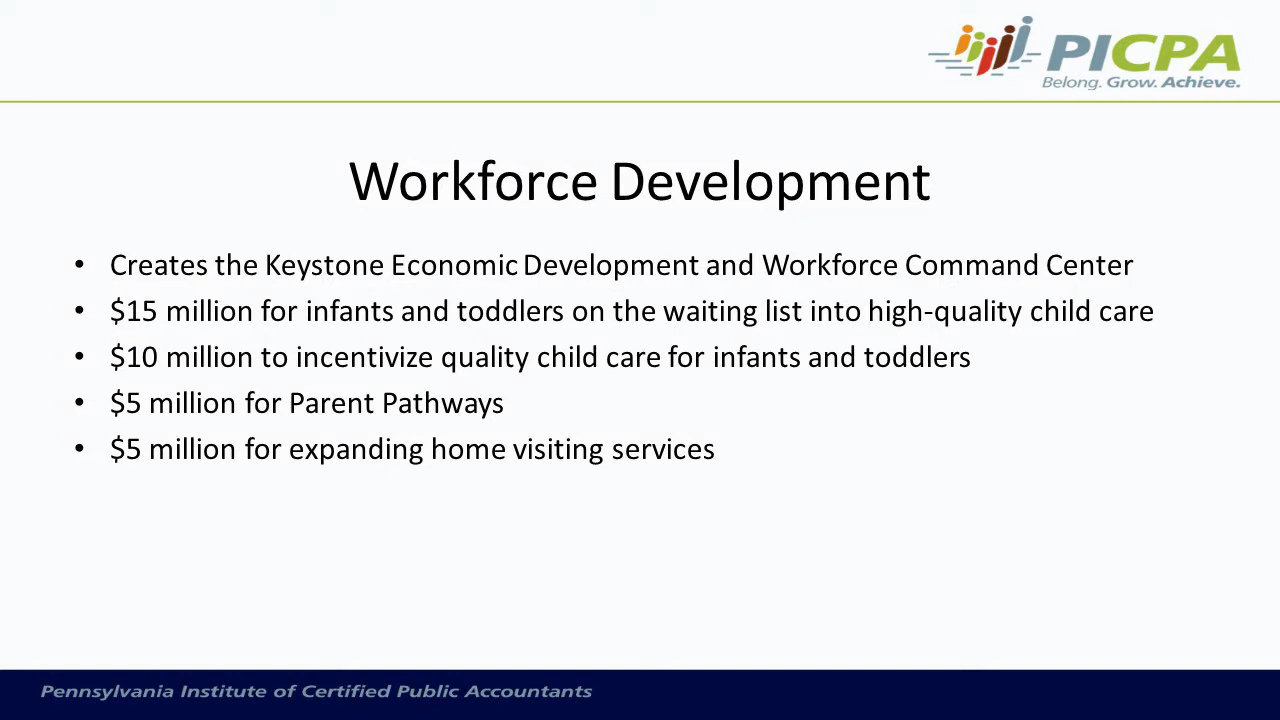 PICPA
Belong. Grow. Achieve.
Workforce Development
• Creates the Keystone Economic Development and Workforce Command Center
• $15 million for infants and toddlers on the waiting list into high-quality child care
• $10 million to incentivize quality child care for infants and toddlers
• $5 million for Parent Pathways
• $5 million for expanding home visiting services
Pennsylvania Institute of Certified Public Accountants